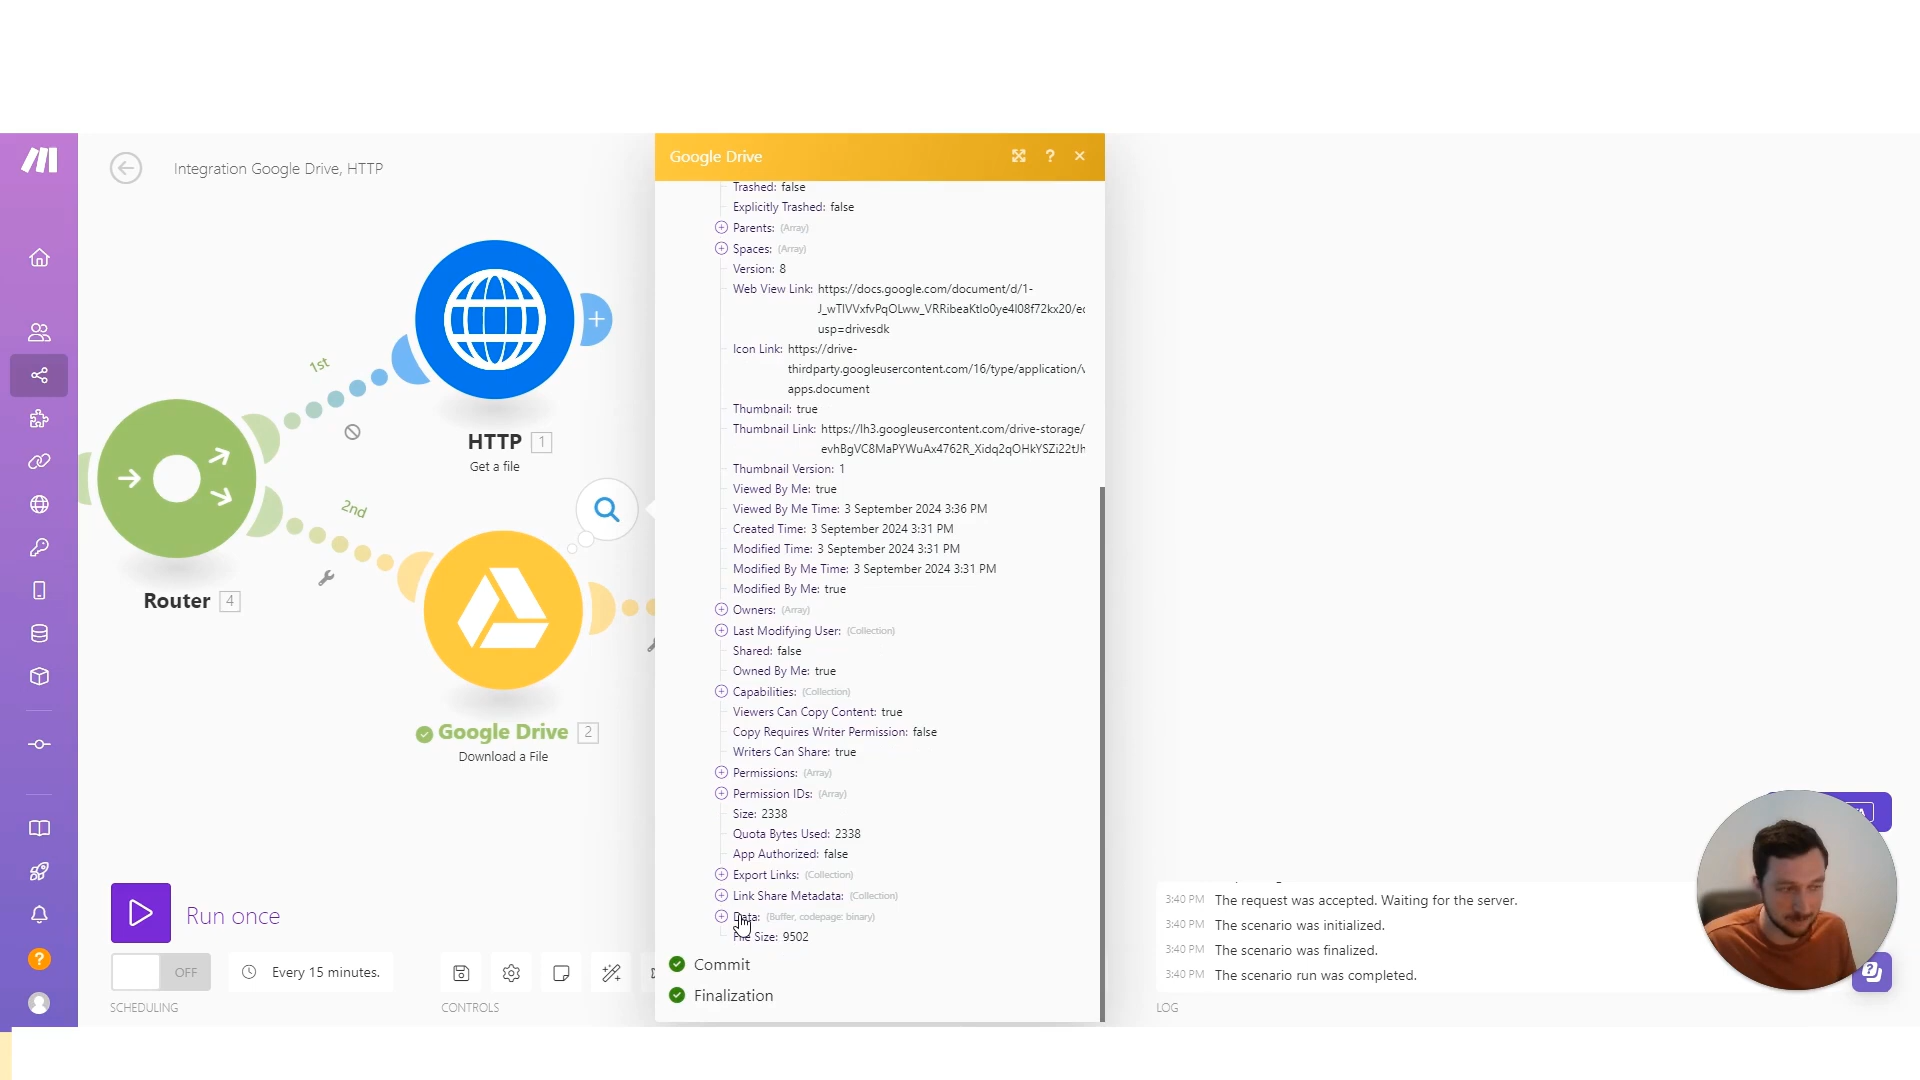 Integration Google Drive, HTTP
1st
2nd
HTTP 1
Get a file
Router 4
Google Drive 2
Download a File
Run once
OFF
Every 15 minutes.
SCHEDULING
CONTROLS
Google Drive
Trashed: false
Explicitly Trashed: false
Parents: (Array)
Spaces: (Array)
Version: 8
Web View Link: https://docs.google.com/document/d/1-
usp=drivesdk
Icon Link: https://drive-
thirdparty.googleusercontent.com/16/type/application/
apps.document
Thumbnail: true
Thumbnail Link: https://lh3.googleusercontent.com/drive-storage/
Thumbnail Version: 1
Viewed By Me: true
Viewed By Me Time: 3 September 2024 3:36 PM
Created Time: 3 September 2024 3:31 PM
Modified Time: 3 September 2024 3:31 PM
Modified By Me Time: 3 September 2024 3:31 PM
Modified By Me: true
Owners: (Array)
Last Modifying User: (Collection)
Shared: false
Owned By Me: true
Capabilities: (Collection)
Viewers Can Copy Content: true
Copy Requires Writer Permission: false
Writers Can Share: true
Permissions: (Array)
Permission IDs: (Array)
Size: 2338
Quota Bytes Used: 2338
App Authorized: false
Export Links: (Collection)
Link Share Metadata: (Collection)
Data: (Buffer, codepage: binary)
File Size: 9502
Commit
Finalization
3:40 PM The request was accepted. Waiting for the server.
3:40 PM The scenario was initialized.
3:40 PM The scenario was finalized.
3:40 PM The scenario run was completed.
LOG